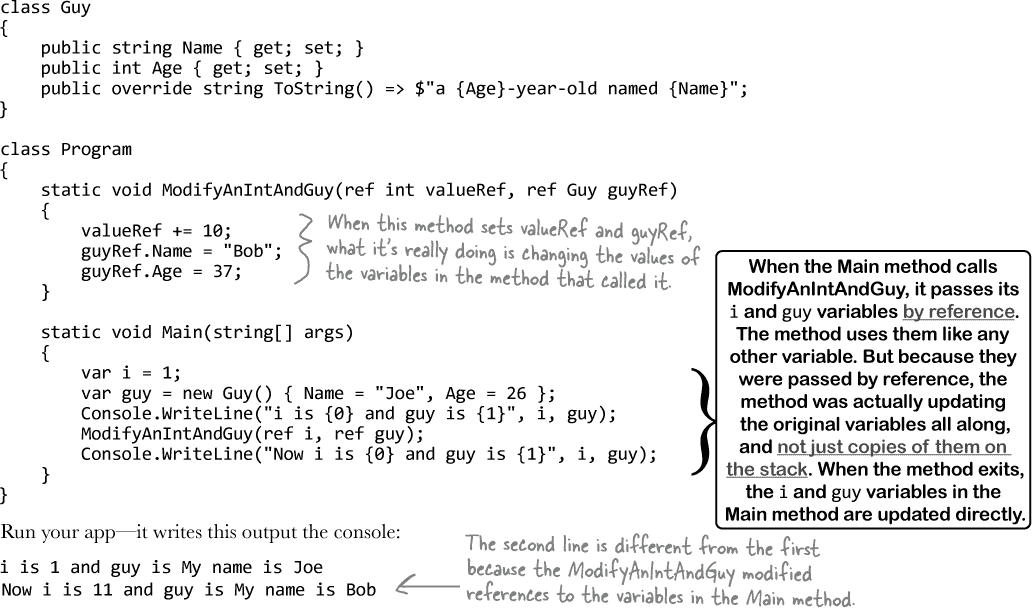 class Guy
{
    public string Name { get; set; }
    public int Age { get; set; }
    public override string ToString() => $"a {Age}-year-old named {Name}";
}
class Program
{
    static void ModifyAnIntAndGuy(ref int valueRef, ref Guy guyRef)
    {
        valueRef += 10;
        guyRef.Name = "Bob";
        guyRef.Age = 37;
    }
When this method sets valueRef and guyRef,
what it's really doing is changing the values of
the variables in the method that called it.
    static void Main(string[] args)
    {
        var i = 1;
        var guy = new Guy() { Name = "Joe", Age = 26 };
        Console.WriteLine("i is {0} and guy is {1}", i, guy);
        ModifyAnIntAndGuy(ref i, ref guy);
        Console.WriteLine("Now i is {0} and guy is {1}", i, guy);
    }
}
When the Main method calls
ModifyAnIntAndGuy, it passes its
i and guy variables by reference.
The method uses them like any
other variable. But because they
were passed by reference, the
method was actually updating
the original variables all along,
and not just copies of them on
the stack. When the method exits,
the i and guy variables in the
Main method are updated directly.
Run your app—it writes this output the console:
i is 1 and guy is My name is Joe
Now i is 11 and guy is My name is Bob
The second line is different from the first
because the ModifyAnIntAndGuy modified
references to the variables in the Main method.